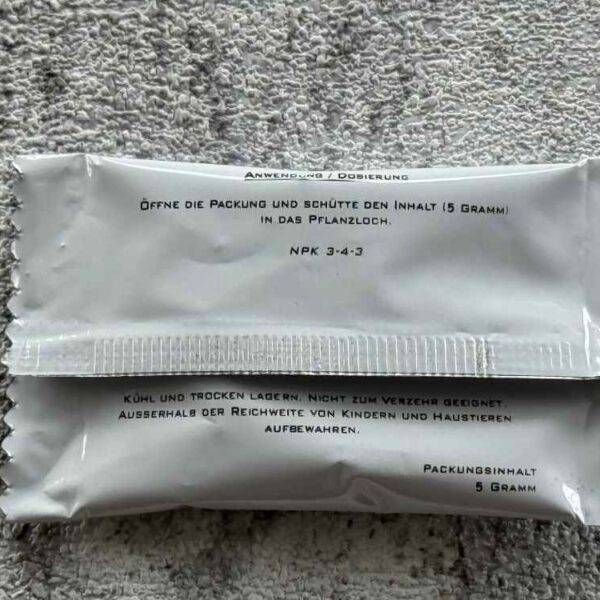 ANWENDUNG / DOSIERUNG
ÖFFNE DIE PACKUNG UND SCHÜTTE DEN INHALT (5 GRAMM)
IN DAS PFLANZLOCH.
NPK 3-4-3
KÜHL UND TROCKEN LAGERN. NICHT ZUM VERZEHR GEEIGNET.
AUSSERHALB DER REICHWEITE VON KINDERN UND HAUSTIEREN
AUFBEWAHREN.
PACKUNGSINHALT
5 GRAMM